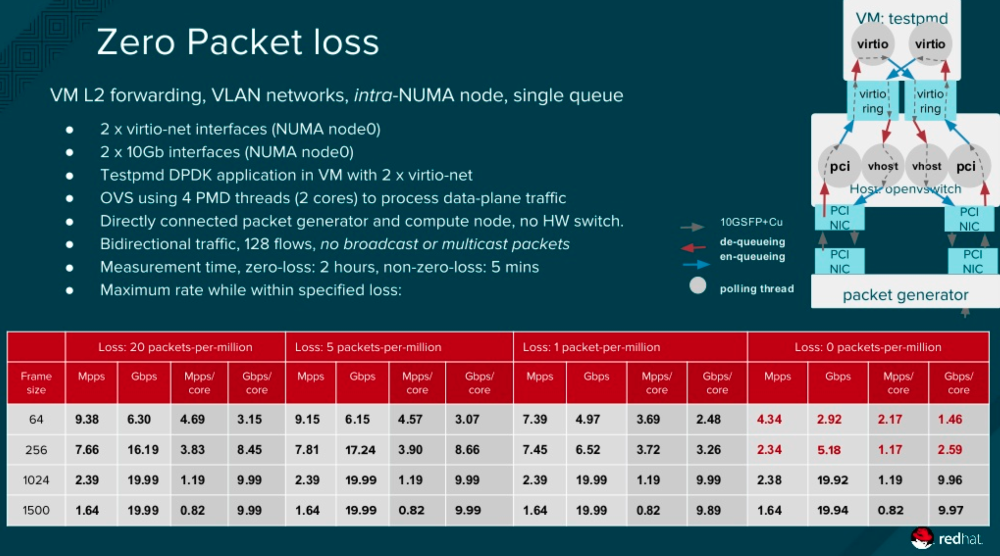 Zero Packet loss
VM L2 forwarding, VLAN networks, intra-NUMA node, single queue
● 2 x virtio-net interfaces (NUMA node0)
● 2 x 10Gb interfaces (NUMA node0)
● Testpmd DPDK application in VM with 2 x virtio-net
● OVS using 4 PMD threads (2 cores) to process data-plane traffic
● Directly connected packet generator and compute node, no HW switch.
● Bidirectional traffic, 128 flows, no broadcast or multicast packets
● Measurement time, zero-loss: 2 hours, non-zero-loss: 5 mins
● Maximum rate while within specified loss:
VM: testpmd
virtio virtio
virtio virtio
ring ring
pci vhost vhost pci
Host: openvswitch
PCI PCI
NIC NIC
PCI PCI
NIC NIC
packet generator
10GSFP+Cu
de-queueing
en-queueing
polling thread
Loss: 20 packets-per-million Loss: 5 packets-per-million Loss: 1 packet-per-million Loss: 0 packets-per-million
Frame Mpps Gbps Mpps/ Gbps/ Mpps Gbps Mpps/ Gbps/ Mpps Gbps Mpps/ Gbps/ Mpps Gbps Mpps/ Gbps/
size core core core core core core core core
64 9.38 6.30 4.69 3.15 9.15 6.15 4.57 3.07 7.39 4.97 3.69 2.48 4.34 2.92 2.17 1.46
256 7.66 16.19 3.83 8.45 7.81 17.24 3.90 8.66 7.45 6.52 3.72 3.26 2.34 5.18 1.17 2.59
1024 2.39 19.99 1.19 9.99 2.39 19.99 1.19 9.99 2.39 19.99 1.19 9.99 2.38 19.92 1.19 9.96
1500 1.64 19.99 0.82 9.99 1.64 19.99 0.82 9.99 1.64 19.99 0.82 9.89 1.64 19.94 0.82 9.97
redhat.